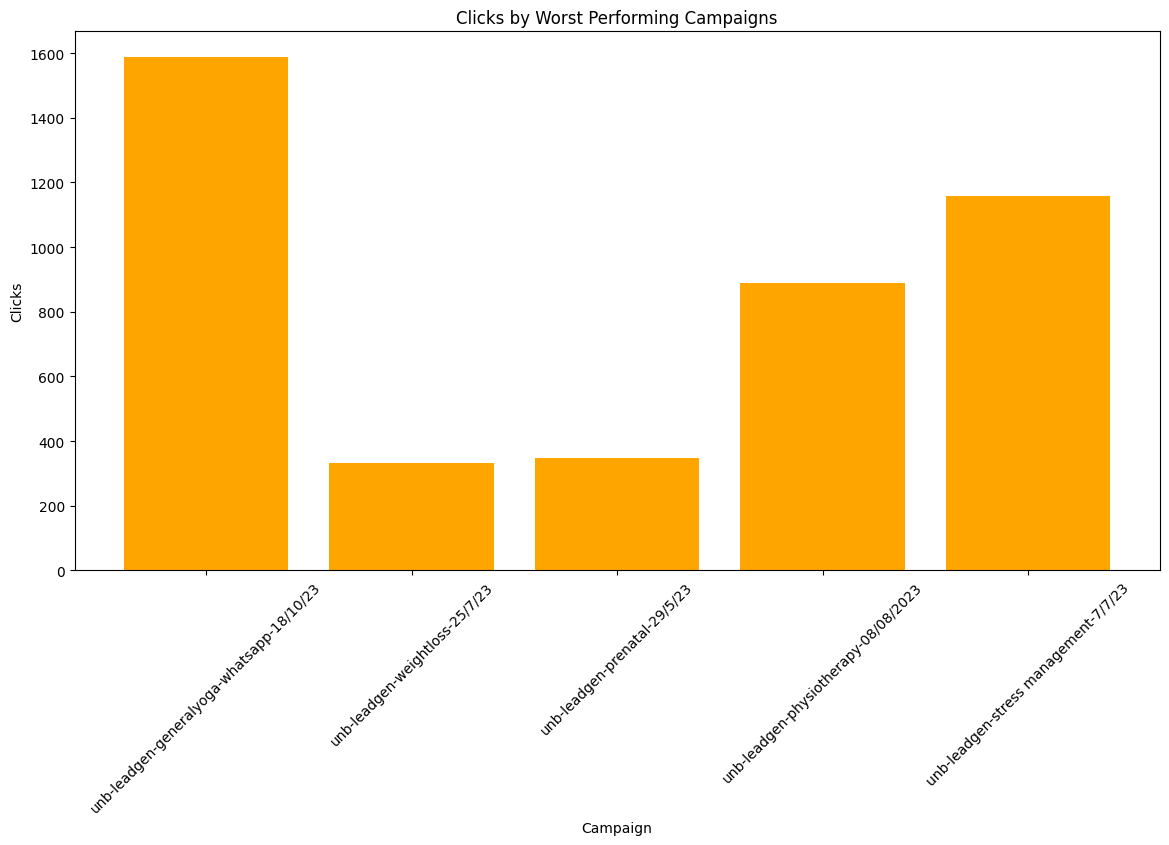 Clicks by Worst Performing Campaigns
Clicks
1600
1400
1200
1000
800
600
400
200
0
unb-leadgen-generalyoga-whatsapp-18/10/23
unb-leadgen-weightloss-25/7/23
unb-leadgen-prenatal-29/5/23
unb-leadgen-physiotherapy-08/08/2023
unb-leadgen-stress management-7/7/23
Campaign